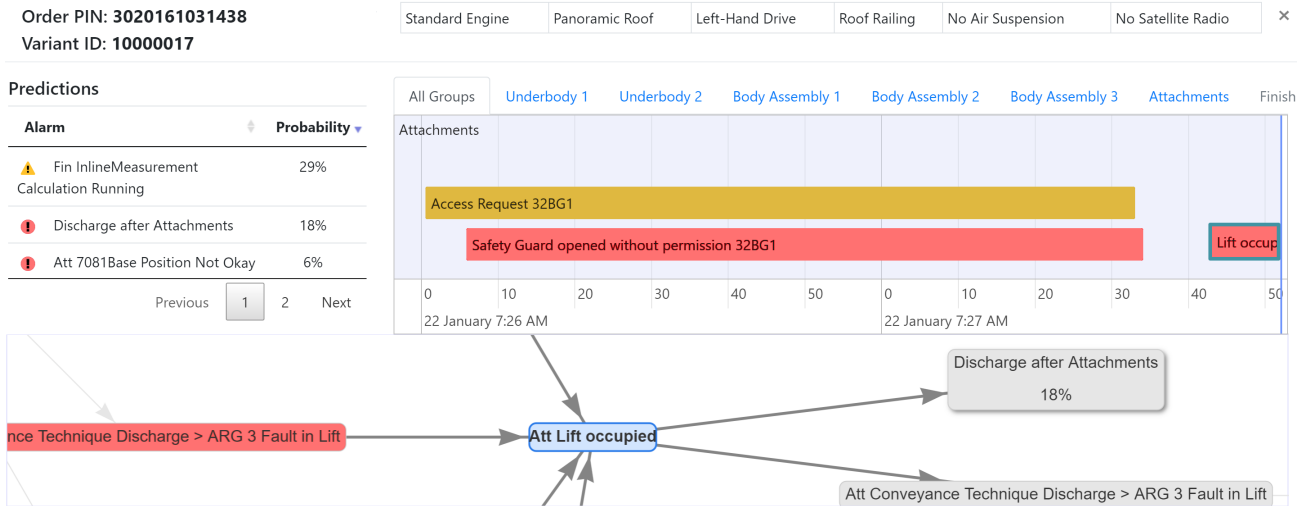 Order PIN: 3020161031438
Variant ID: 10000017
Standard Engine Panoramic Roof Left-Hand Drive Roof Railing No Air Suspension No Satellite Radio ×
Predictions
Alarm Probability
Fin InlineMeasurement Calculation Running 29%
Discharge after Attachments 18%
Att 7081Base Position Not Okay 6%
Previous 1 2 Next
All Groups Underbody 1 Underbody 2 Body Assembly 1 Body Assembly 2 Body Assembly 3 Attachments Finish
Attachments
Access Request 32BG1
Safety Guard opened without permission 32BG1
Lift occup
0 10 20 30 40 50 0 10 20 30 40 50
22 January 7:26 AM 22 January 7:27 AM
Discharge after Attachments
18%
nce Technique Discharge > ARG 3 Fault in Lift
Att Lift occupied
Att Conveyance Technique Discharge > ARG 3 Fault in Lift